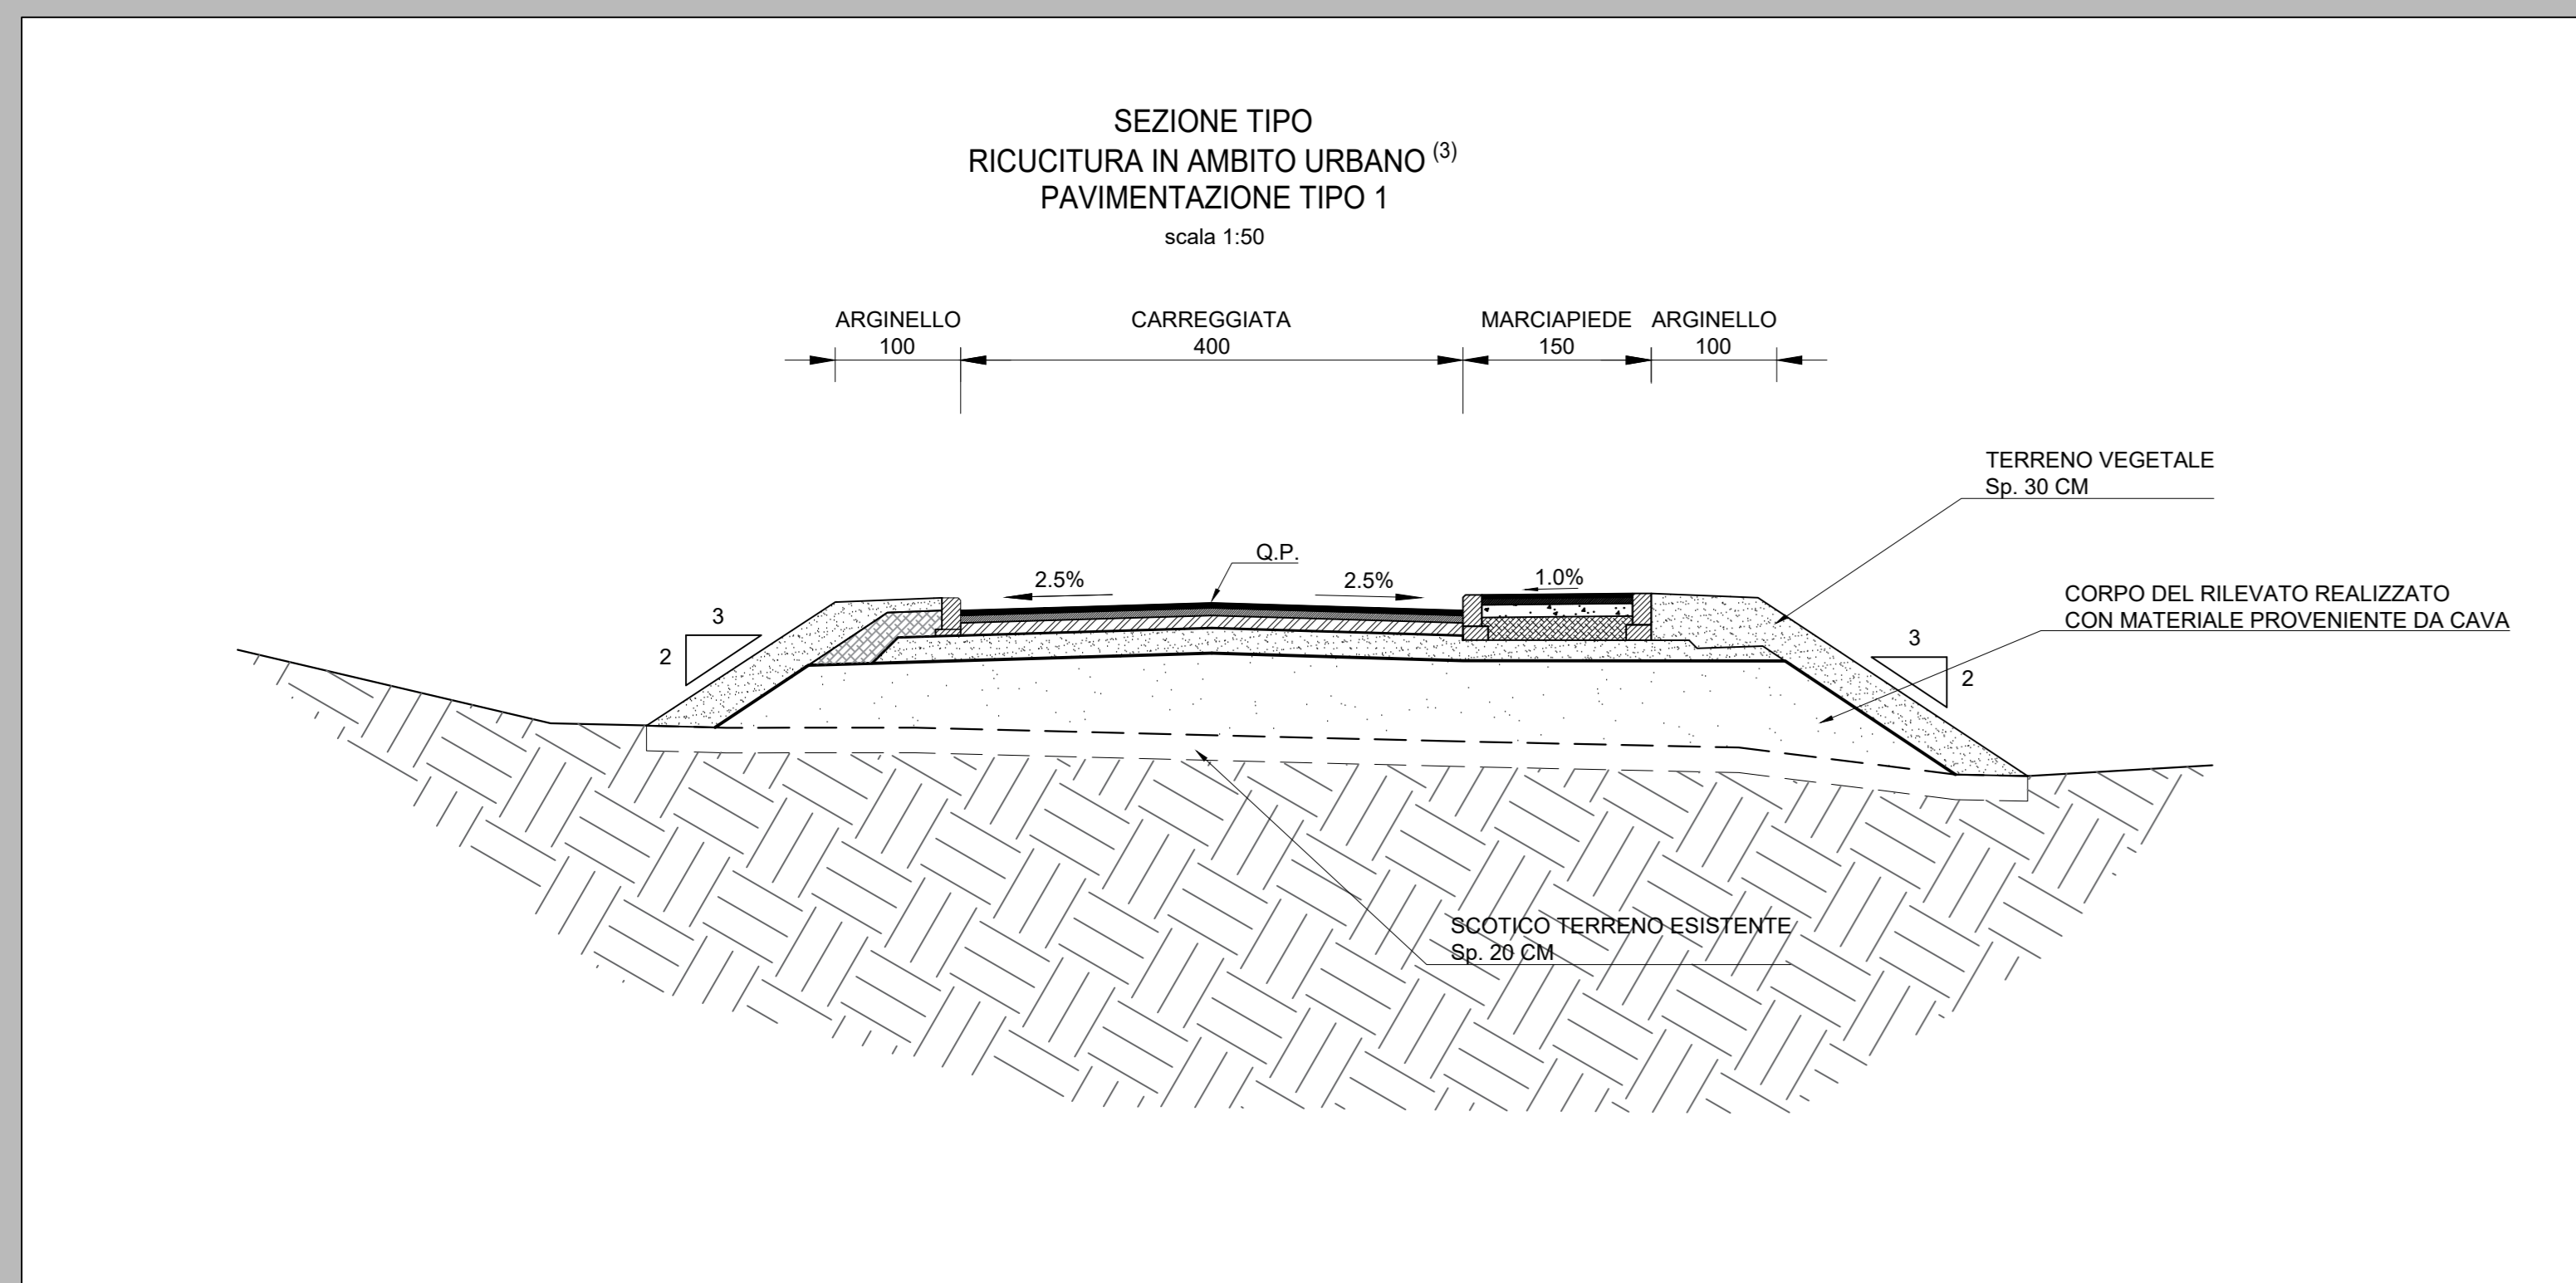 SEZIONE TIPO
RICUCITURA IN AMBITO URBANO (3)
PAVIMENTAZIONE TIPO 1
scala 1:50
ARGINELLO CARREGGIATA MARCIAPIEDE ARGINELLO
100 400 150 100
TERRENO VEGETALE
Sp. 30 CM
Q.P.
2.5% 2.5% 1.0%
CORPO DEL RILEVATO REALIZZATO
CON MATERIALE PROVENIENTE DA CAVA
3
2
3
2
SCOTICO TERRENO ESISTENTE
Sp. 20 CM